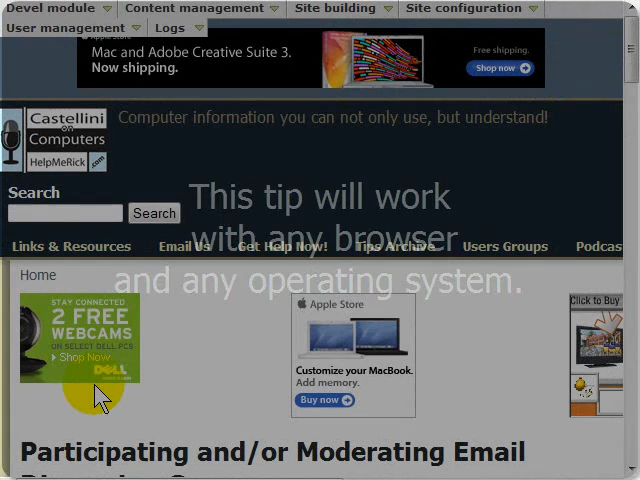 Devel module Content management Site building Site configuration
User management Logs
Mac and Adobe Creative Suite 3.
Now shipping.
Free shipping.
Shop now
Castellini
on
Computers
HelpMeRick .com
Computer information you can not only use, but understand!
Search
Search
This tip will work
with any browser
and any operating system.
Links & Resources Email Us Get Help Now! Tips Archive Users Groups Podcas
Home
STAY CONNECTED
2 FREE
WEBCAMS
ON SELECT DELL PCS
Shop Now
DELL
Apple Store
Customize your MacBook.
Add memory.
Buy now
Click to Buy
Participating and/or Moderating Email